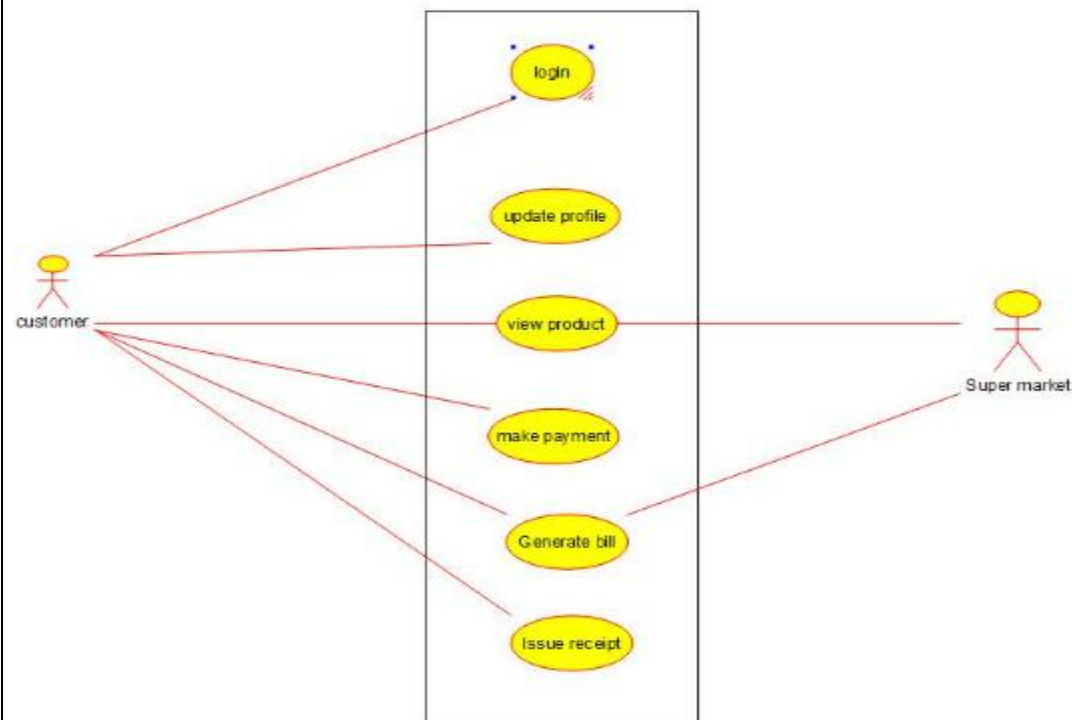 login
update profile
view product
customer
Super market
make payment
Generate bill
Issue receipt